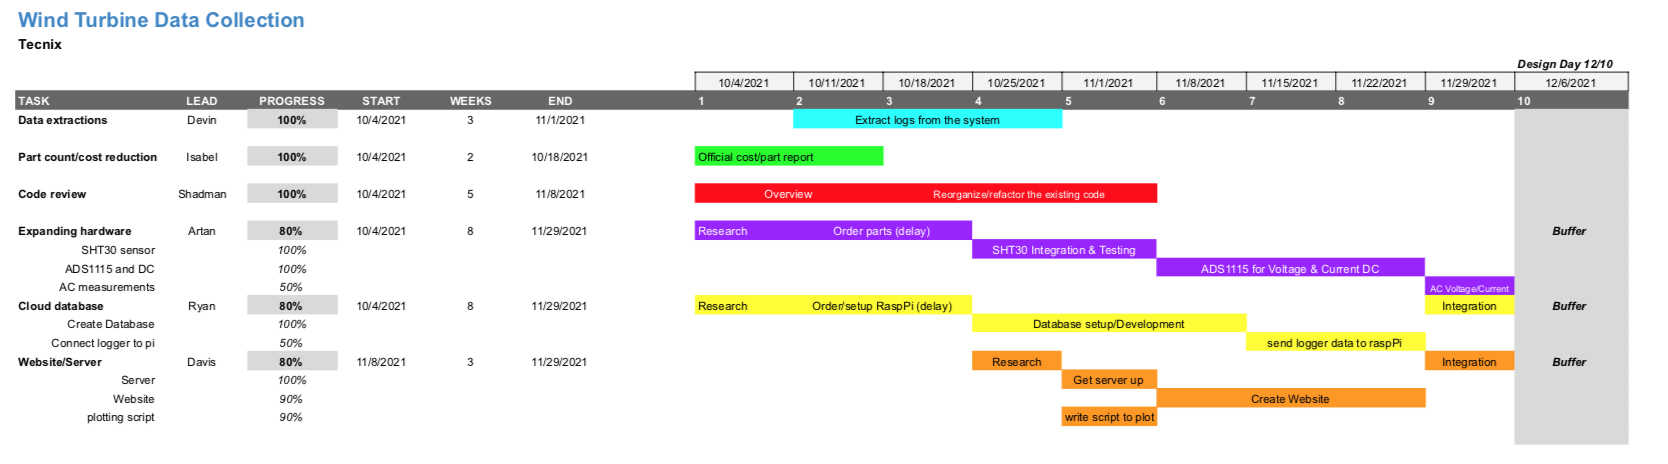 Wind Turbine Data Collection
Tecnix
Design Day 12/10
10/4/2021 10/11/2021 10/18/2021 10/25/2021 11/1/2021 11/8/2021 11/15/2021 11/22/2021 11/29/2021 12/6/2021
TASK LEAD PROGRESS START WEEKS END 1 2 3 4 5 6 7 8 9 10
Data extractions Devin 100% 10/4/2021 3 11/1/2021 Extract logs from the system
Part count/cost reduction Isabel 100% 10/4/2021 2 10/18/2021 Official cost/part report
Code review Shadman 100% 10/4/2021 5 11/8/2021 Overview Reorganize/refactor the existing code
Expanding hardware Artan 80% 10/4/2021 8 11/29/2021 Research Order parts (delay) Buffer
SHT30 sensor 100% SHT30 Integration & Testing
ADS1115 and DC 100% ADS1115 for Voltage & Current DC
AC measurements 50% AC Voltage/Current
Cloud database Ryan 80% 10/4/2021 8 11/29/2021 Research Order/setup RaspPi (delay) Integration Buffer
Create Database 100% Database setup/Development
Connect logger to pi 50% send logger data to raspPi
Website/Server Davis 80% 11/8/2021 3 11/29/2021 Research Integration Buffer
Server 100% Get server up
Website 90% Create Website
plotting script 90% write script to plot